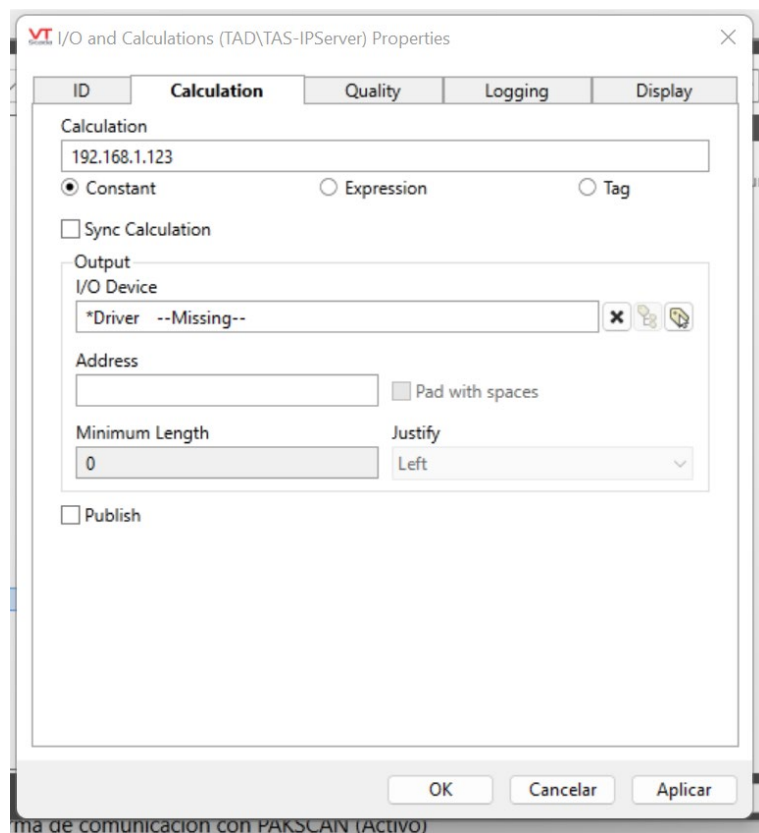 VT I/O and Calculations (TAD\TAS-IPServer) Properties
ID Calculation Quality Logging Display
Calculation
192.168.1.123
Constant Expression Tag
Sync Calculation
Output
I/O Device
*Driver --Missing--
Address
Pad with spaces
Minimum Length Justify
0 Left
Publish
OK Cancelar Aplicar
ma de comunicación con PAKSCAN (Activo)